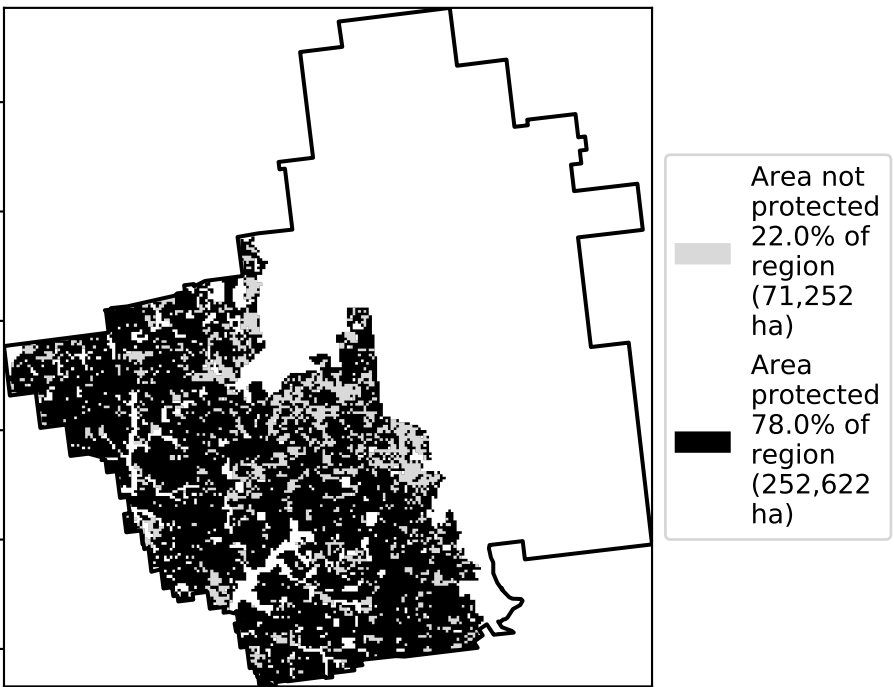 Area not
protected
22.0% of
region
(71,252
ha)
Area
protected
78.0% of
region
(252,622
ha)